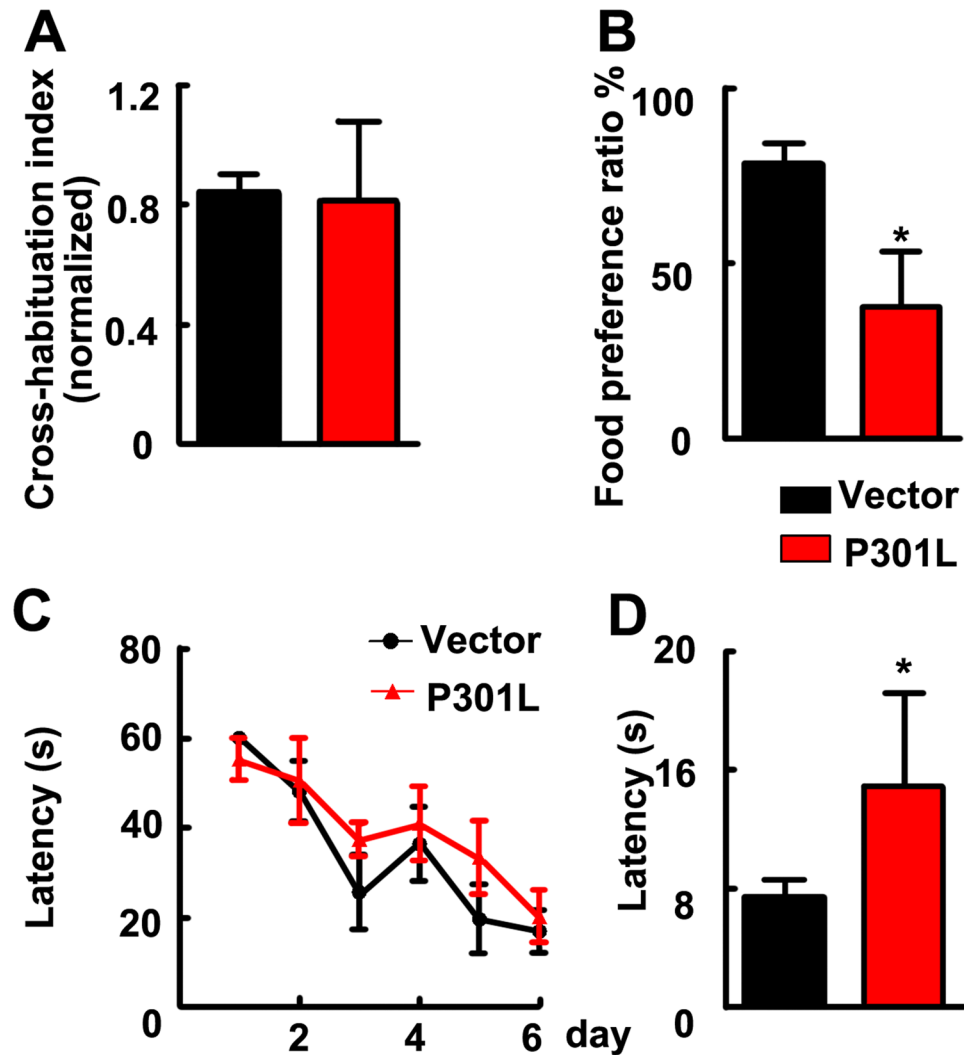 A
Cross-habituation index
(normalized)
1.2
0.8
0.4
0
B
Food preference ratio %
100
50
0
*
Vector
P301L
C
Latency (s)
80
60
40
20
0
2
4
6
day
Vector
P301L
D
Latency (s)
20
16
8
0
*